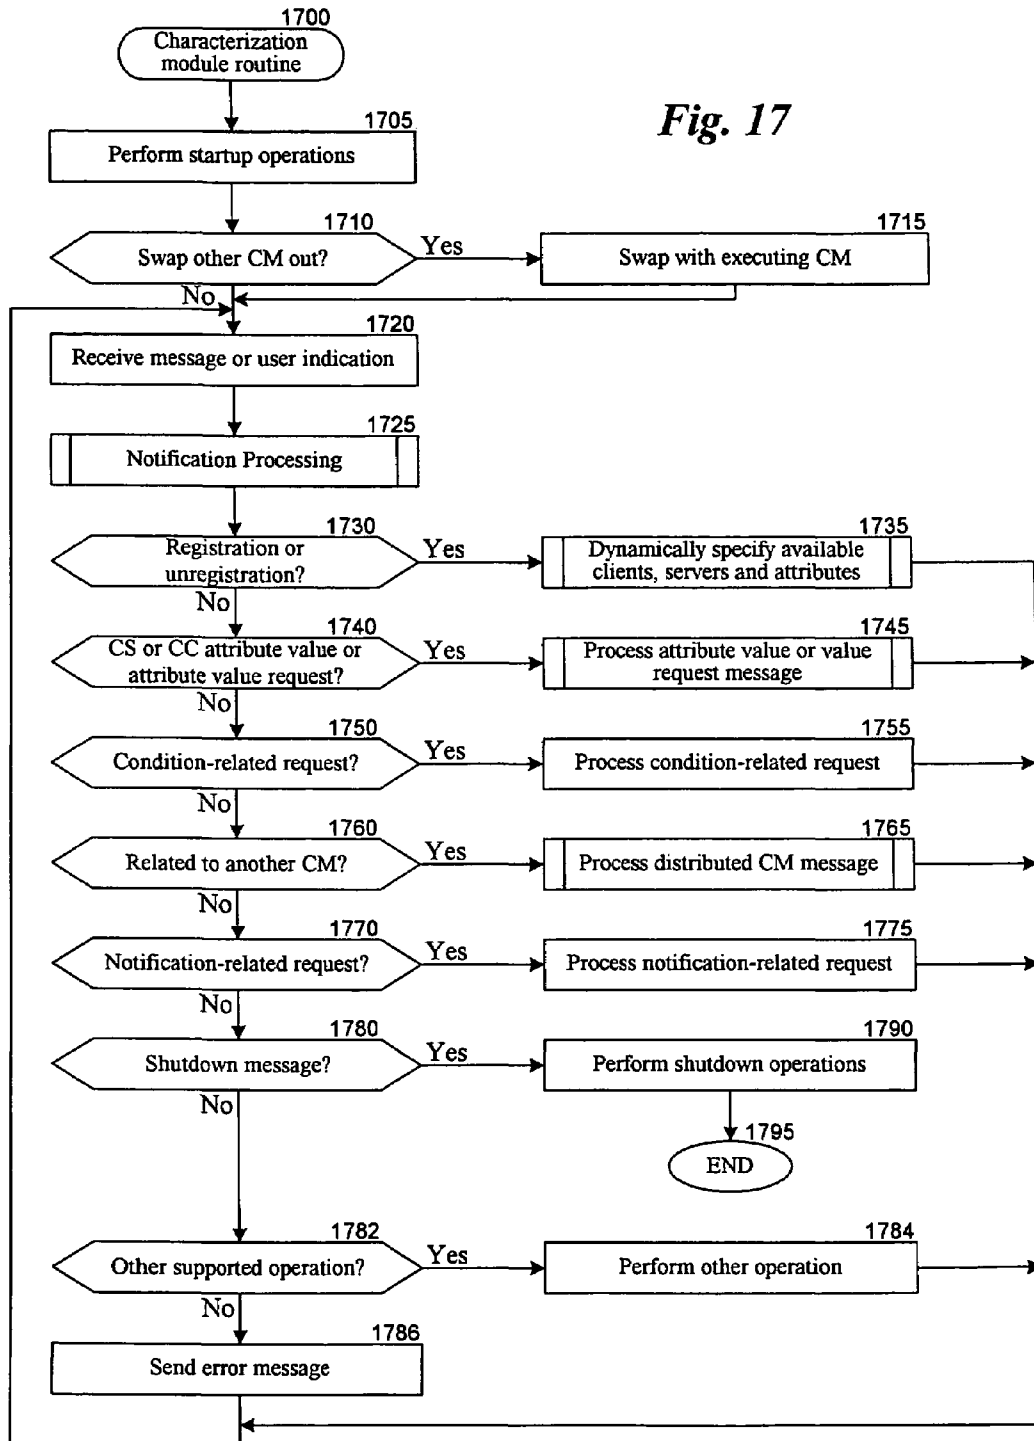 1700
Characterization
module routine
Fig. 17
1705
Perform startup operations
1710
Swap other CM out?
Yes
1715
Swap with executing CM
No
1720
Receive message or user indication
1725
Notification Processing
1730
Registration or
unregistration?
Yes
1735
Dynamically specify available
clients, servers and attributes
No
1740
CS or CC attribute value or
attribute value request?
Yes
1745
Process attribute value or value
request message
No
1750
Condition-related request?
Yes
1755
Process condition-related request
No
1760
Related to another CM?
Yes
1765
Process distributed CM message
No
1770
Notification-related request?
Yes
1775
Process notification-related request
No
1780
Shutdown message?
Yes
1790
Perform shutdown operations
No
1795
END
1782
Other supported operation?
Yes
1784
Perform other operation
No
1786
Send error message